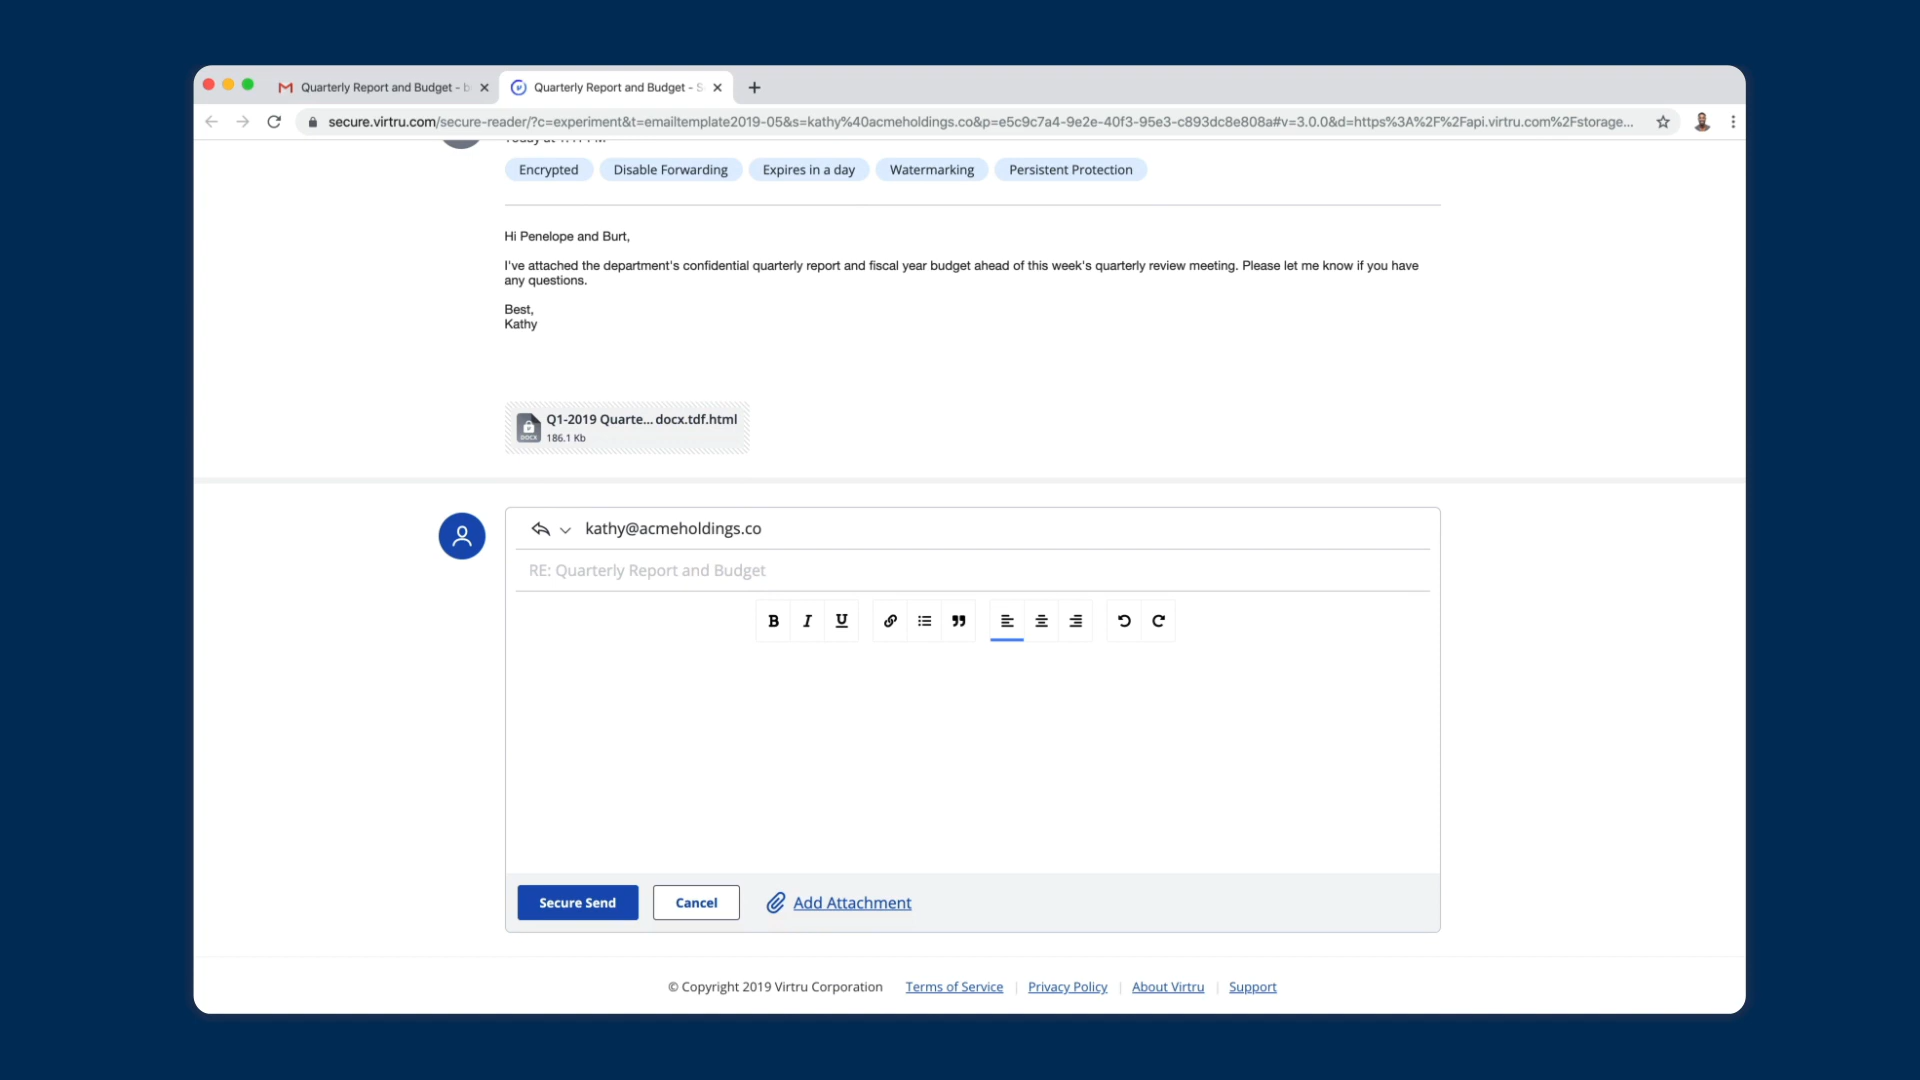 Quarterly Report and Budget - b
Quarterly Report and Budget - S
secure.virtru.com/secure-reader/?c=experiment&t=emailtemplate2019-05&s=kathy%40acmeholdings.co&p=e5c9c7a4-9e2e-40f3-95e3-c893dc8e808a#v=3.0.0&d=https%3A%2F%2Fapi.virtru.com%2Fstorage...
Encrypted Disable Forwarding Expires in a day Watermarking Persistent Protection
Hi Penelope and Burt,
I've attached the department's confidential quarterly report and fiscal year budget ahead of this week's quarterly review meeting. Please let me know if you have
any questions.
Best,
Kathy
Q1-2019 Quarte... docx.tdf.html
DOCX
186.1 Kb
kathy@acmeholdings.co
RE: Quarterly Report and Budget
B I U
Secure Send Cancel Add Attachment
© Copyright 2019 Virtru Corporation Terms of Service | Privacy Policy | About Virtru | Support